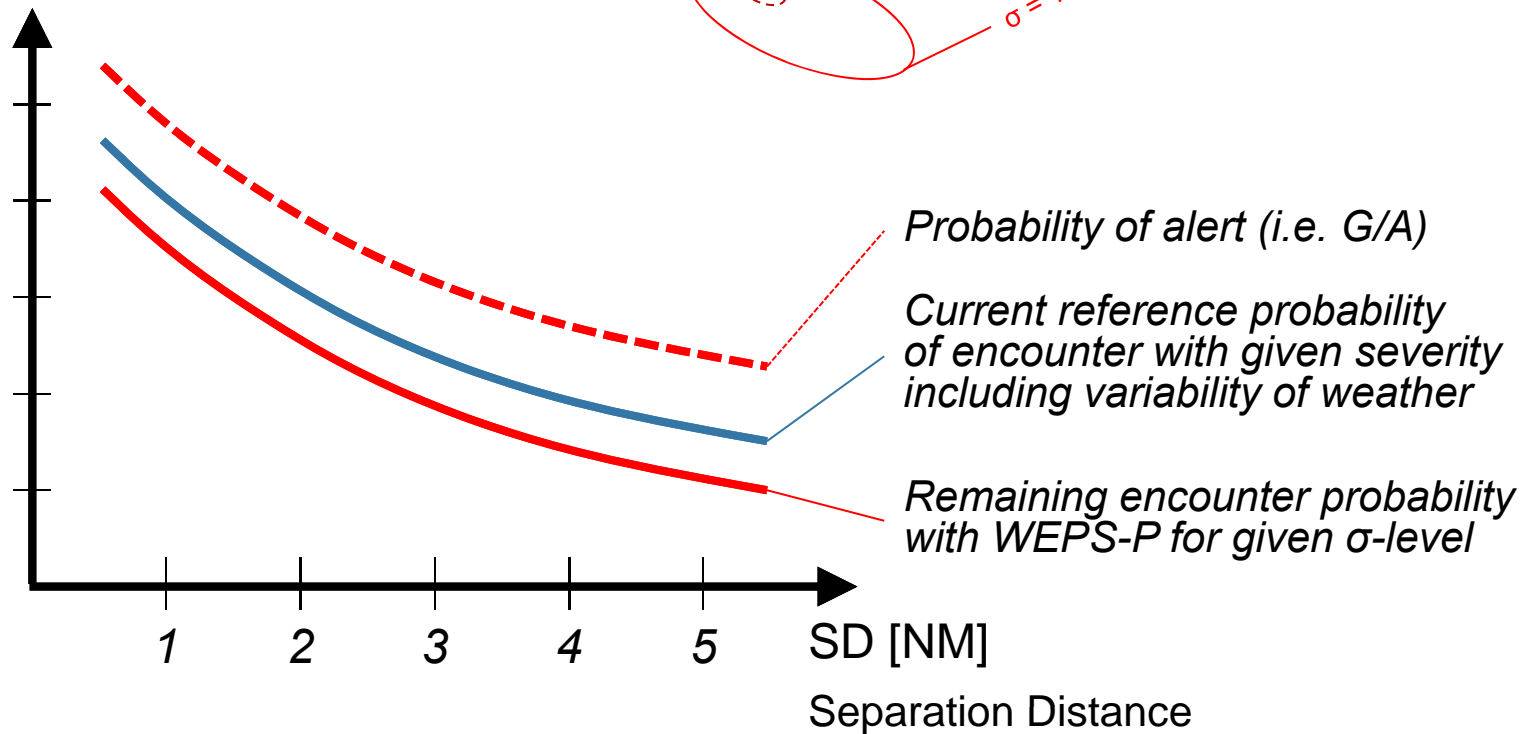 σ =
Probability of alert (i.e. G/A)
Current reference probability
of encounter with given severity
including variability of weather
Remaining encounter probability
with WEPS-P for given σ-level
1 2 3 4 5 SD [NM]
Separation Distance